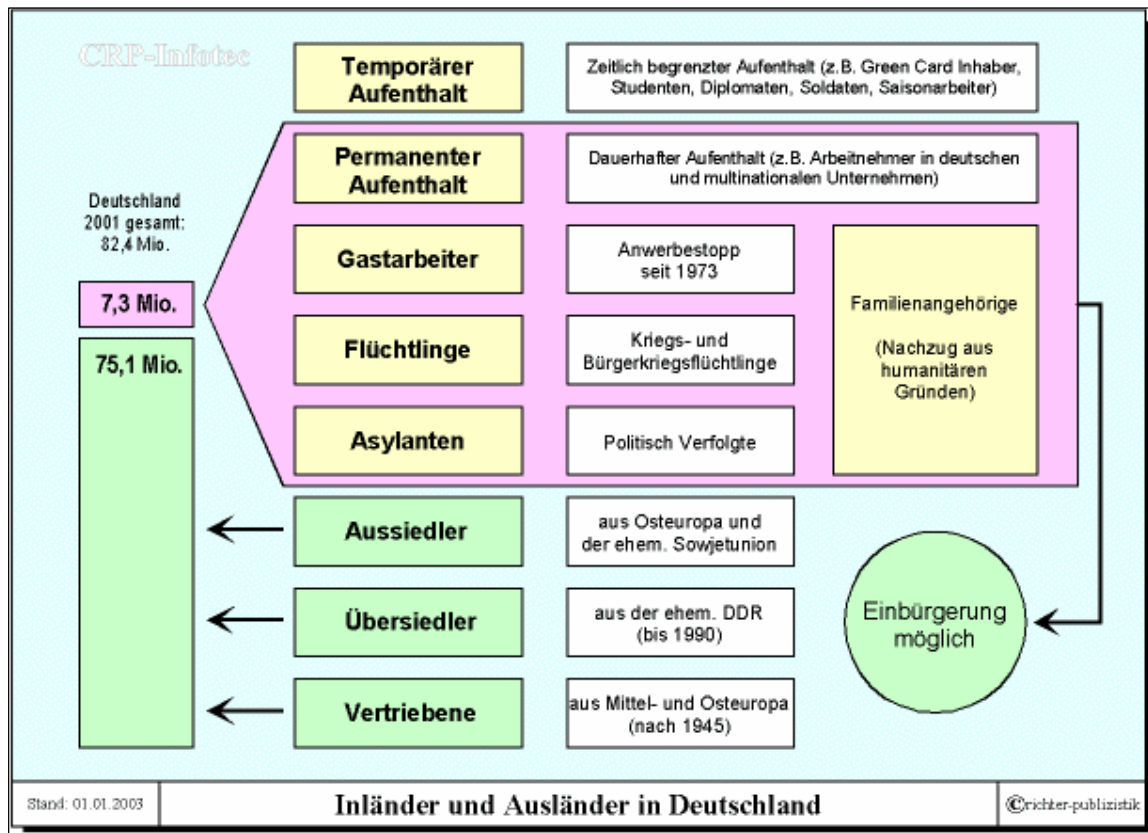 CRP-Infotec
Temporärer
Aufenthalt
Zeitlich begrenzter Aufenthalt (z.B. Green Card Inhaber,
Studenten, Diplomaten, Soldaten, Saisonarbeiter)
Permanenter
Aufenthalt
Dauerhafter Aufenthalt (z.B. Arbeitnehmer in deutschen
und multinationalen Unternehmen)
Deutschland
2001 gesamt:
82,4 Mio.
7,3 Mio.
75,1 Mio.
Gastarbeiter
Anwerbestopp
seit 1973
Flüchtlinge
Kriegs- und
Bürgerkriegsflüchtlinge
Asylanten
Politisch Verfolgte
Familienangehörige
(Nachzug aus
humanitären
Gründen)
Aussiedler
aus Osteuropa und
der ehem. Sowjetunion
Übersiedler
aus der ehem. DDR
(bis 1990)
Vertriebene
aus Mittel- und Osteuropa
(nach 1945)
Einbürgerung
möglich
Stand: 01.01.2003
Inländer und Ausländer in Deutschland
©richter-publizistik